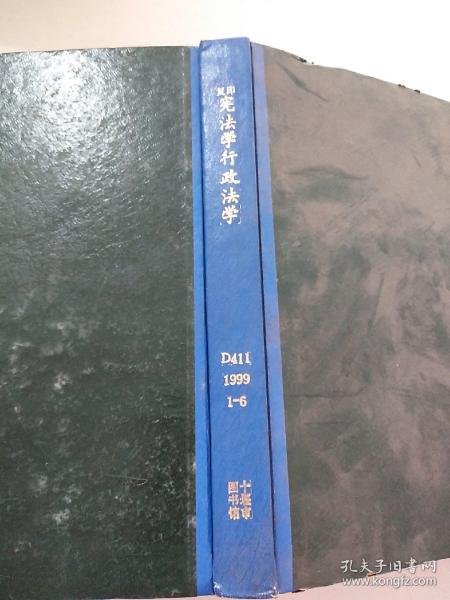 复印
宪法学行政法学
D411
1999
1-6
十堰市
图书馆
孔夫子旧书网
www.kongfz.com